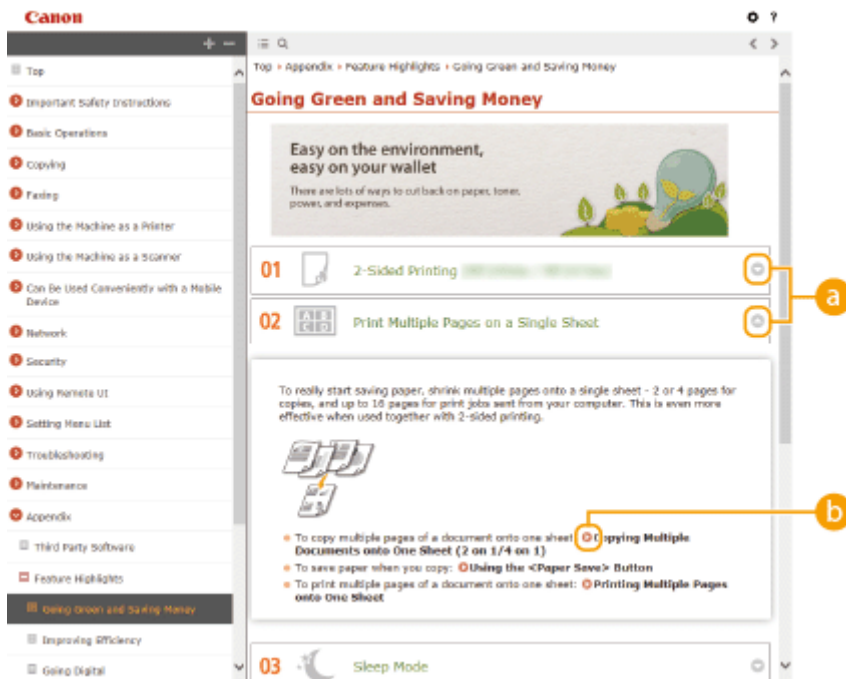 Canon
?
+ −
< >
Top
Important Safety Instructions
Basic Operations
Copying
Faxing
Using the Machine as a Printer
Using the Machine as a Scanner
Can Be Used Conveniently with a Mobile
Device
Network
Security
Using Remote UI
Setting Menu List
Troubleshooting
Maintenance
Appendix
Third Party Software
Feature Highlights
Going Green and Saving Money
Improving Efficiency
Going Digital
Top › Appendix › Feature Highlights › Going Green and Saving Money
Going Green and Saving Money
Easy on the environment,
easy on your wallet
There are lots of ways to cut back on paper, toner,
power, and expenses.
01 2-Sided Printing
a
02 A B C D Print Multiple Pages on a Single Sheet
To really start saving paper, shrink multiple pages onto a single sheet - 2 or 4 pages for
copies, and up to 16 pages for print jobs sent from your computer. This is even more
effective when used together with 2-sided printing.
b
To copy multiple pages of a document onto one sheet: Copying Multiple
Documents onto One Sheet (2 on 1/4 on 1)
To save paper when you copy: Using the <Paper Save> Button
To print multiple pages of a document onto one sheet: Printing Multiple Pages
onto One Sheet
03 Sleep Mode